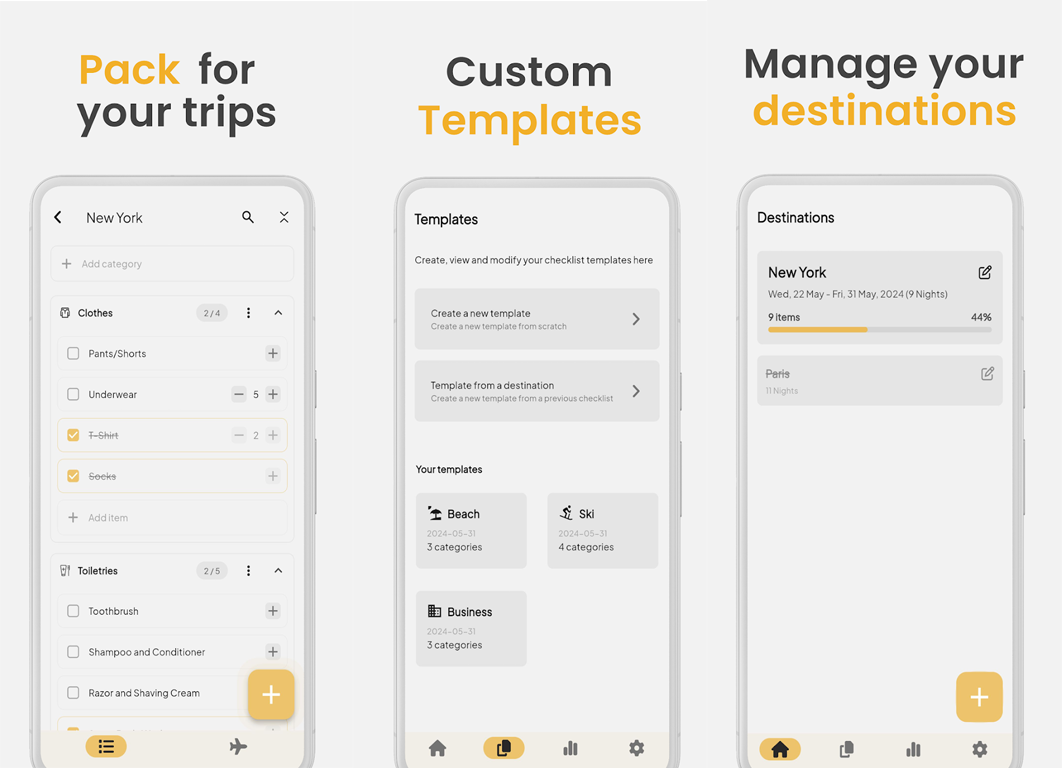 Pack for
your trips
New York
Add category
Clothes 2/4
Pants/Shorts
Underwear 5
T-Shirt 2
Socks
Add item
Toiletries 2/5
Toothbrush
Shampoo and Conditioner
Razor and Shaving Cream
Custom
Templates
Templates
Create, view and modify your checklist templates here
Create a new template
Create a new template from scratch
Template from a destination
Create a new template from a previous checklist
Your templates
Beach
2024-05-31
3 categories
Ski
2024-05-31
4 categories
Business
2024-05-31
3 categories
Manage your
destinations
Destinations
New York
Wed, 22 May - Fri, 31 May, 2024 (9 Nights)
9 items 44%
Paris
11 Nights